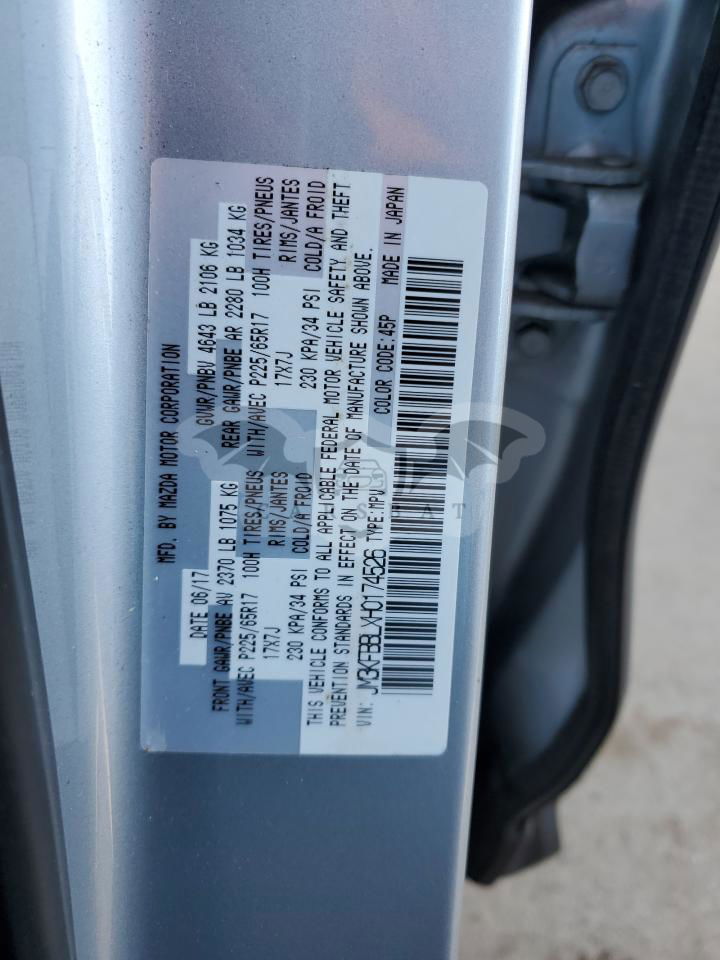 MFD. BY MAZDA MOTOR CORPORATION
DATE 06/17 GVWR/PNBV 4643 LB 2106 KG
FRONT GAWR/PNBE AV 2370 LB 1075 KG REAR GAWR/PNBE AR 2280 LB 1034 KG
WITH/AVEC P225/65R17 100H TIRES/PNEUS WITH/AVEC P225/65R17 100H TIRES/PNEUS
17X7J RIMS/JANTES 17X7J RIMS/JANTES
230 KPA/34 PSI COLD/A FROID 230 KPA/34 PSI COLD/A FROID
THIS VEHICLE CONFORMS TO ALL APPLICABLE FEDERAL MOTOR VEHICLE SAFETY AND THEFT
PREVENTION STANDARDS IN EFFECT ON THE DATE OF MANUFACTURE SHOWN ABOVE.
VIN: JM3KFBBLXH0174526 TYPE:MPV COLOR CODE:45P MADE IN JAPAN